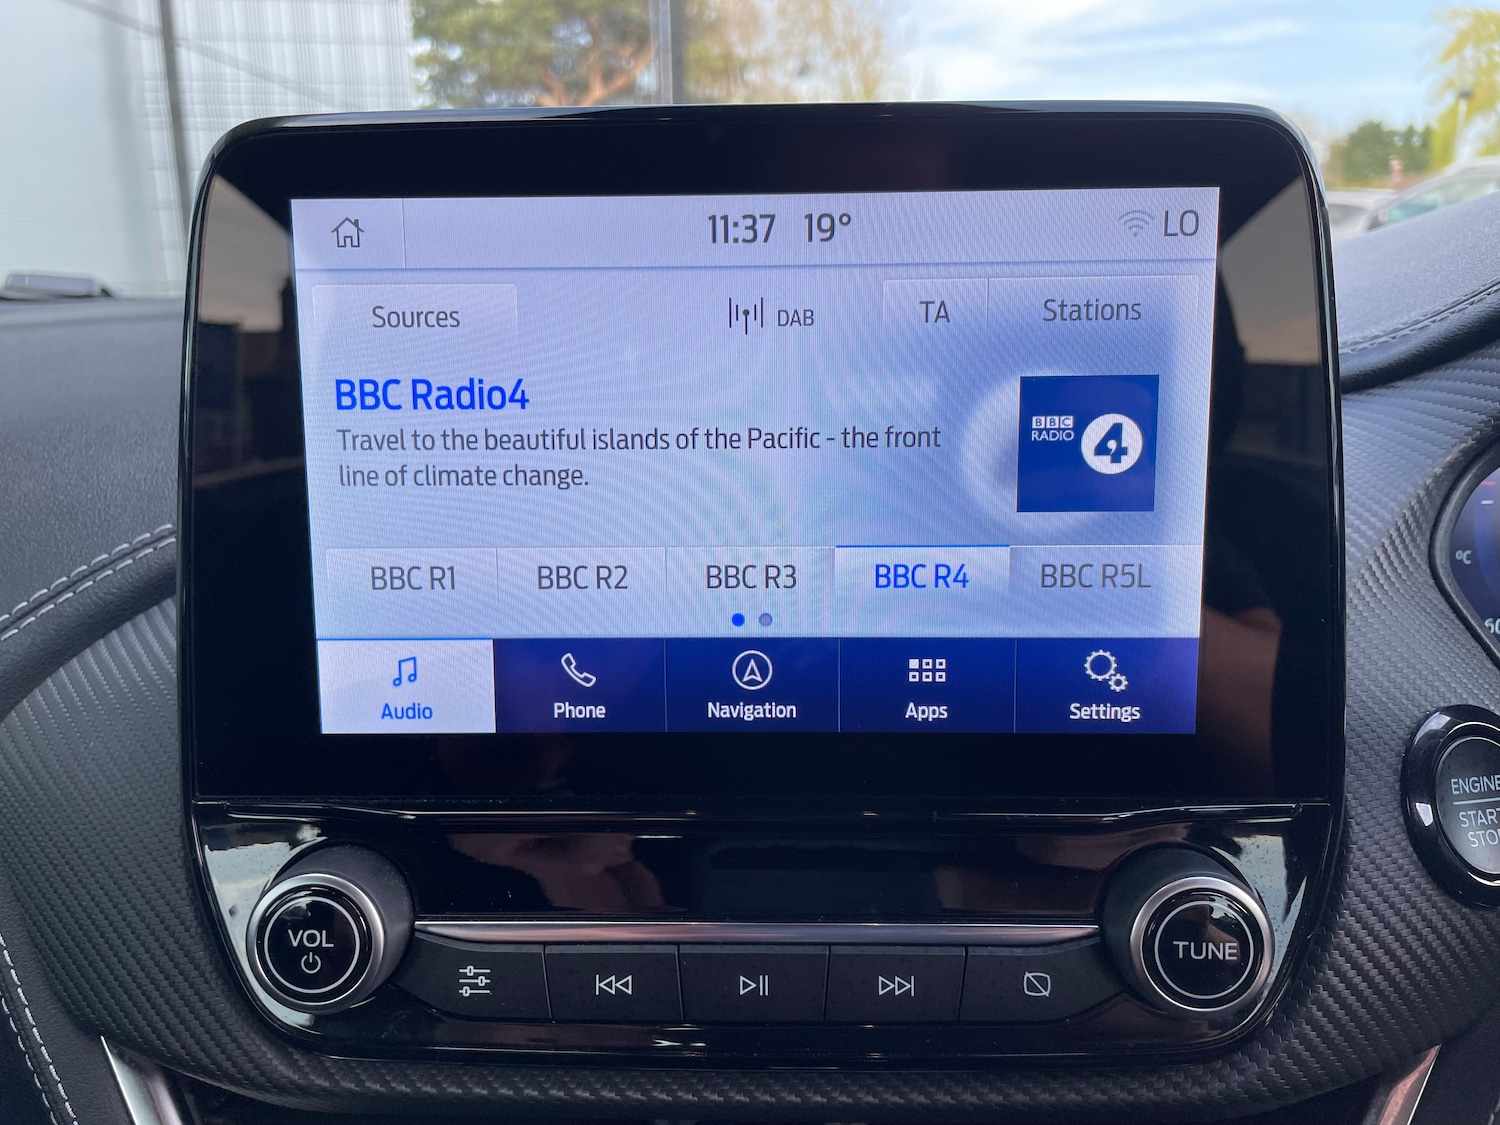 11:37 19° LO
Sources DAB TA Stations
BBC Radio4
Travel to the beautiful islands of the Pacific - the front
line of climate change.
BBC
RADIO
4
BBC R1 BBC R2 BBC R3 BBC R4 BBC R5L
Audio Phone Navigation Apps Settings
°C
60
ENGINE
START
STOP
VOL
TUNE